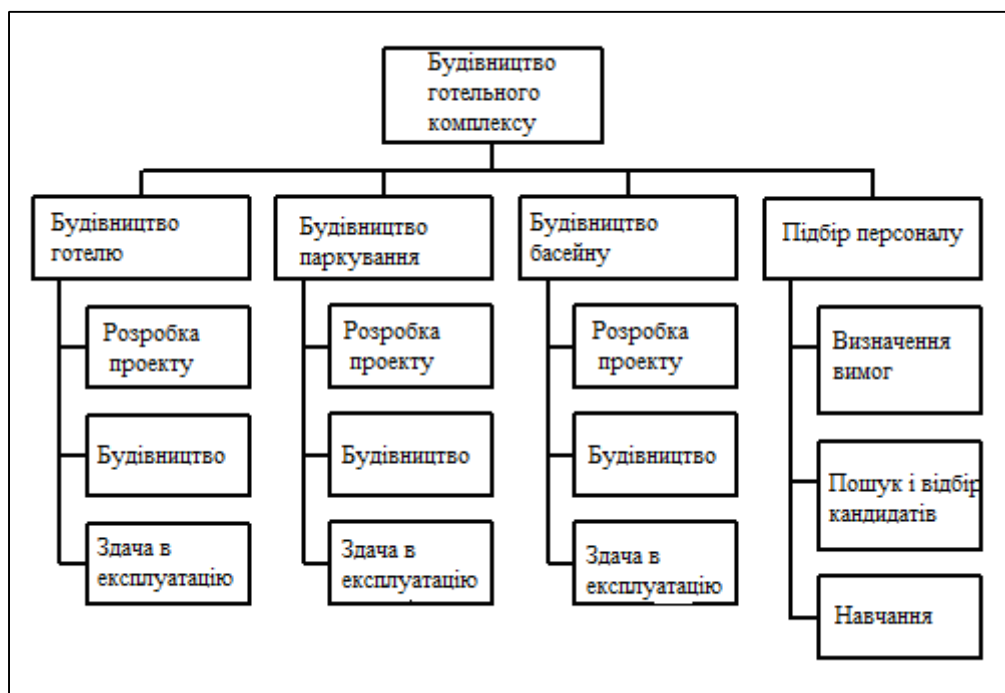 Будівництво
готельного
комплексу
Будівництво
готелю
Розробка
проекту
Будівництво
Здача в
експлуатацію
Будівництво
паркування
Розробка
проекту
Будівництво
Здача в
експлуатацію
Будівництво
басейну
Розробка
проекту
Будівництво
Здача в
експлуатацію
Підбір персоналу
Визначення
вимог
Пошук і відбір
кандидатів
Навчання